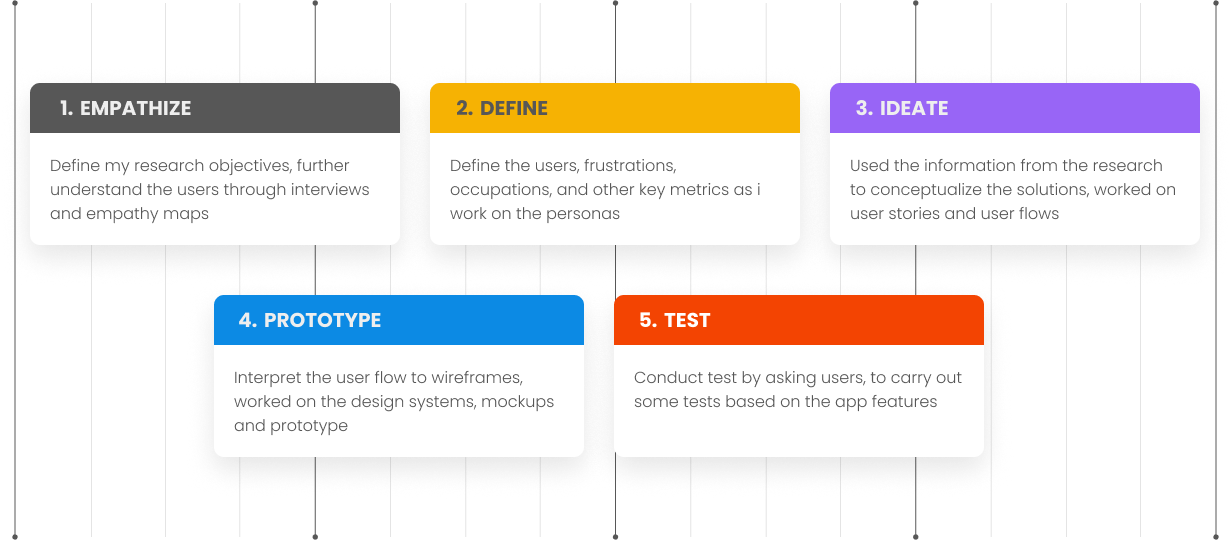 1. EMPATHIZE
Define my research objectives, further
understand the users through interviews
and empathy maps
2. DEFINE
Define the users, frustrations,
occupations, and other key metrics as i
work on the personas
3. IDEATE
Used the information from the research
to conceptualize the solutions, worked on
user stories and user flows
4. PROTOTYPE
Interpret the user flow to wireframes,
worked on the design systems, mockups
and prototype
5. TEST
Conduct test by asking users, to carry out
some tests based on the app features